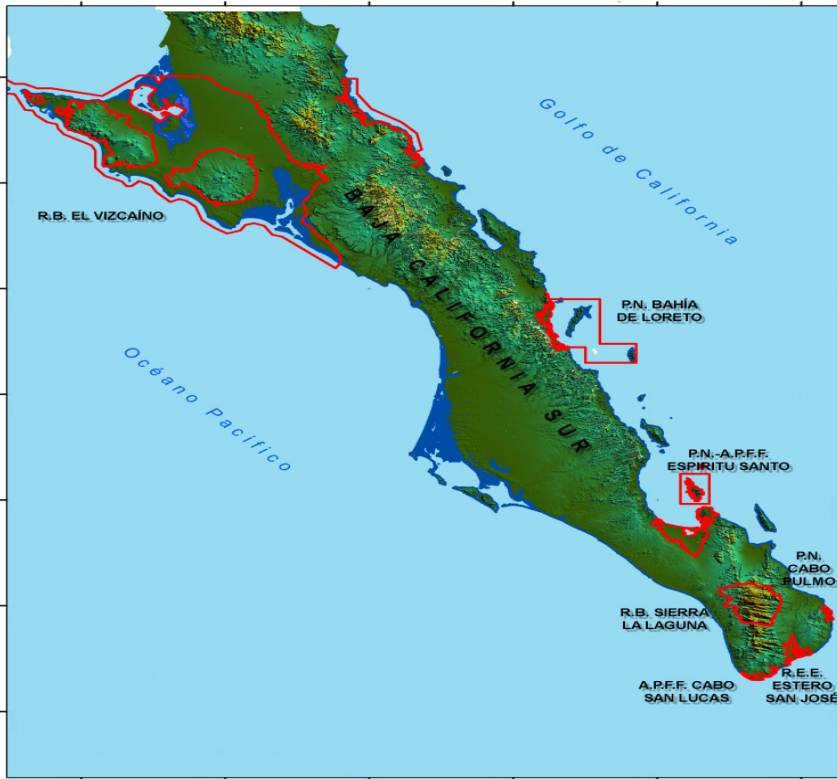 Golfo de California
R.B. EL VIZCAÍNO
BAJA CALIFORNIA SUR
P.N. BAHÍA
DE LORETO
Océano Pacífico
P.N.-A.P.F.F.
ESPIRITU SANTO
P.N.
CABO
PULMO
R.B. SIERRA
LA LAGUNA
A.P.F.F. CABO
SAN LUCAS
R.E.E.
ESTERO
SAN JOSÉ